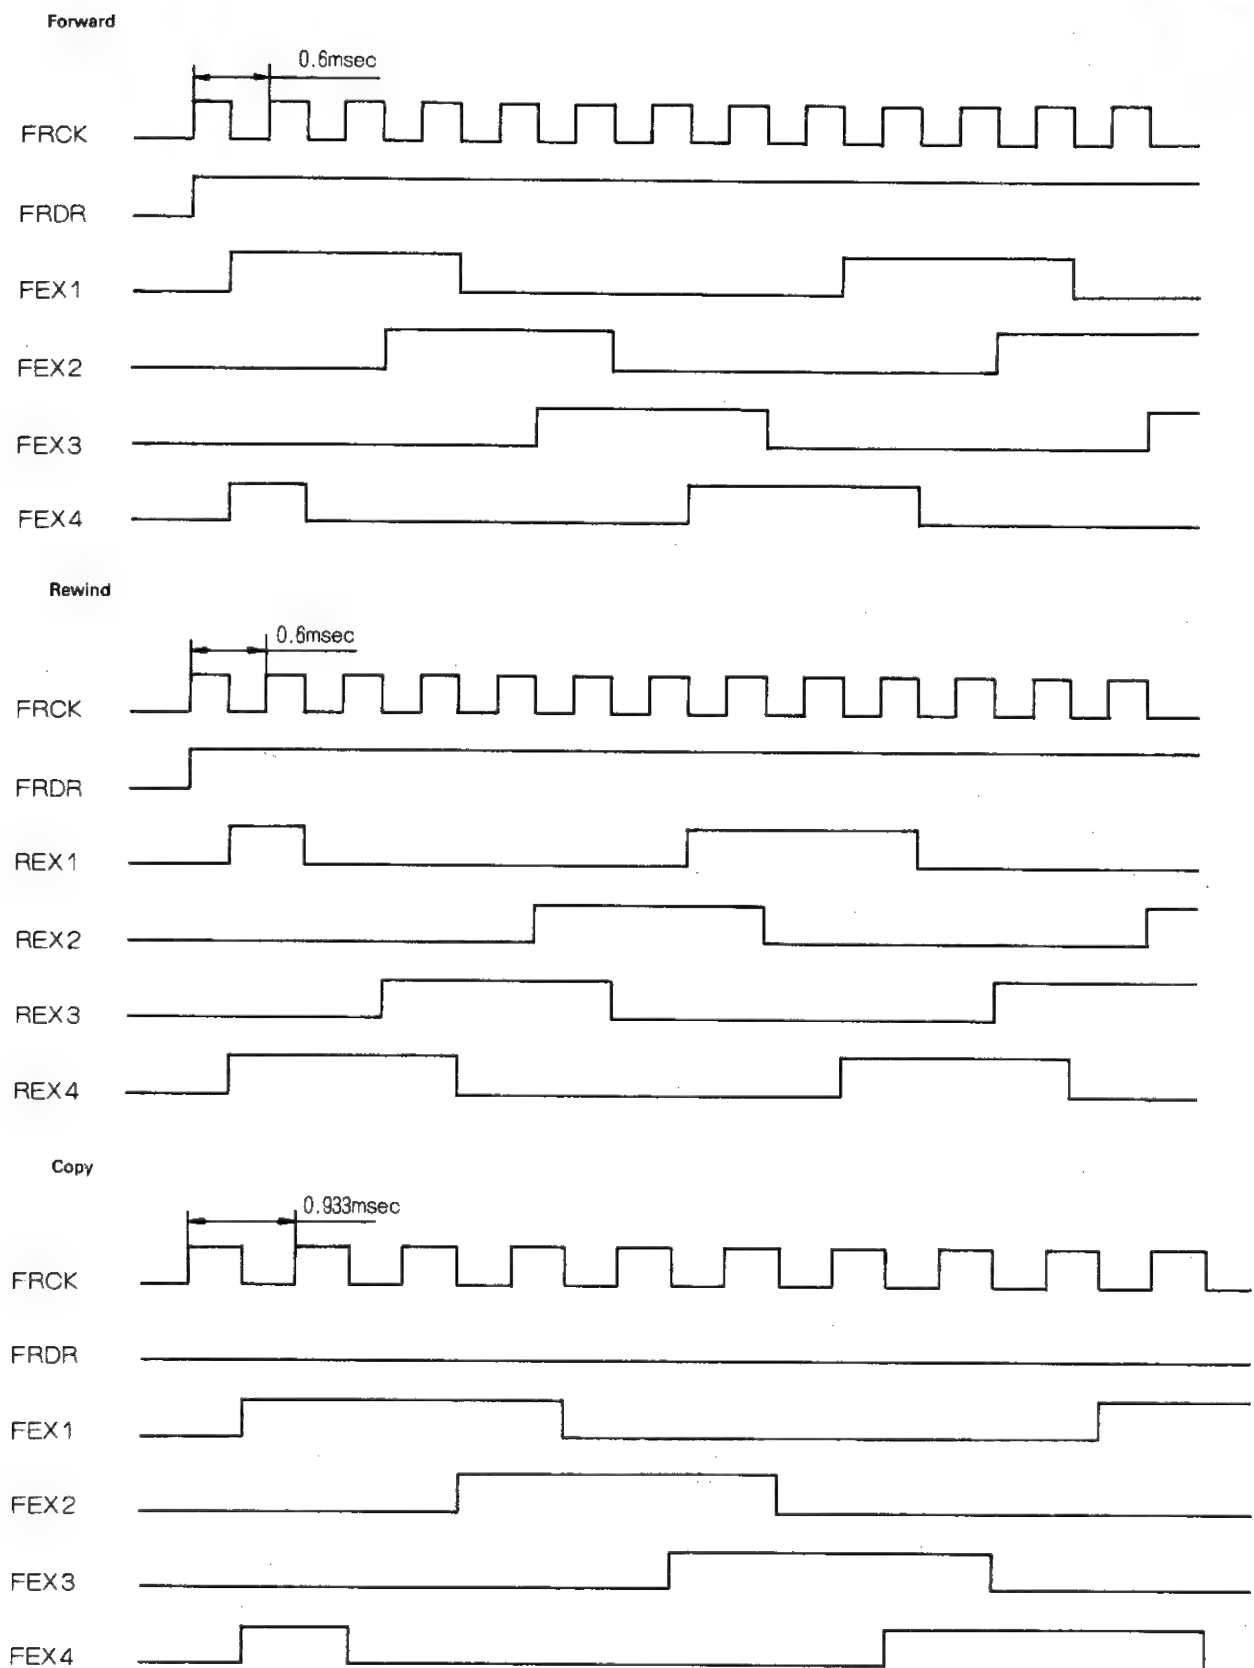 Forward
0.6msec
FRCK
FRDR
FEX1
FEX2
FEX3
FEX4
Rewind
0.6msec
FRCK
FRDR
REX1
REX2
REX3
REX4
Copy
0.933msec
FRCK
FRDR
FEX1
FEX2
FEX3
FEX4